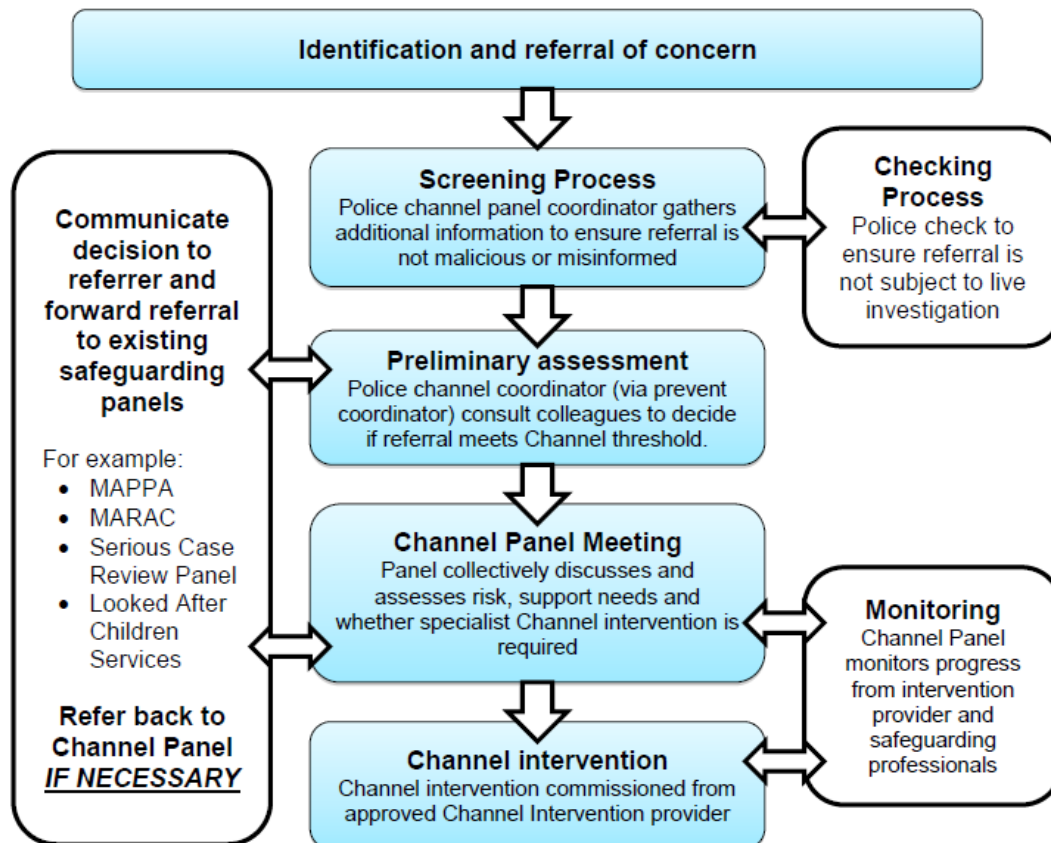 Identification and referral of concern
Screening Process
Police channel panel coordinator gathers
additional information to ensure referral is
not malicious or misinformed
Checking
Process
Police check to
ensure referral is
not subject to live
investigation
Communicate
decision to
referrer and
forward referral
to existing
safeguarding
panels
For example:
• MAPPA
• MARAC
• Serious Case
Review Panel
• Looked After
Children
Services
Refer back to
Channel Panel
IF NECESSARY
Preliminary assessment
Police channel coordinator (via prevent
coordinator) consult colleagues to decide
if referral meets Channel threshold.
Channel Panel Meeting
Panel collectively discusses and
assesses risk, support needs and
whether specialist Channel intervention is
required
Monitoring
Channel Panel
monitors progress
from intervention
provider and
safeguarding
professionals
Channel intervention
Channel intervention commissioned from
approved Channel Intervention provider